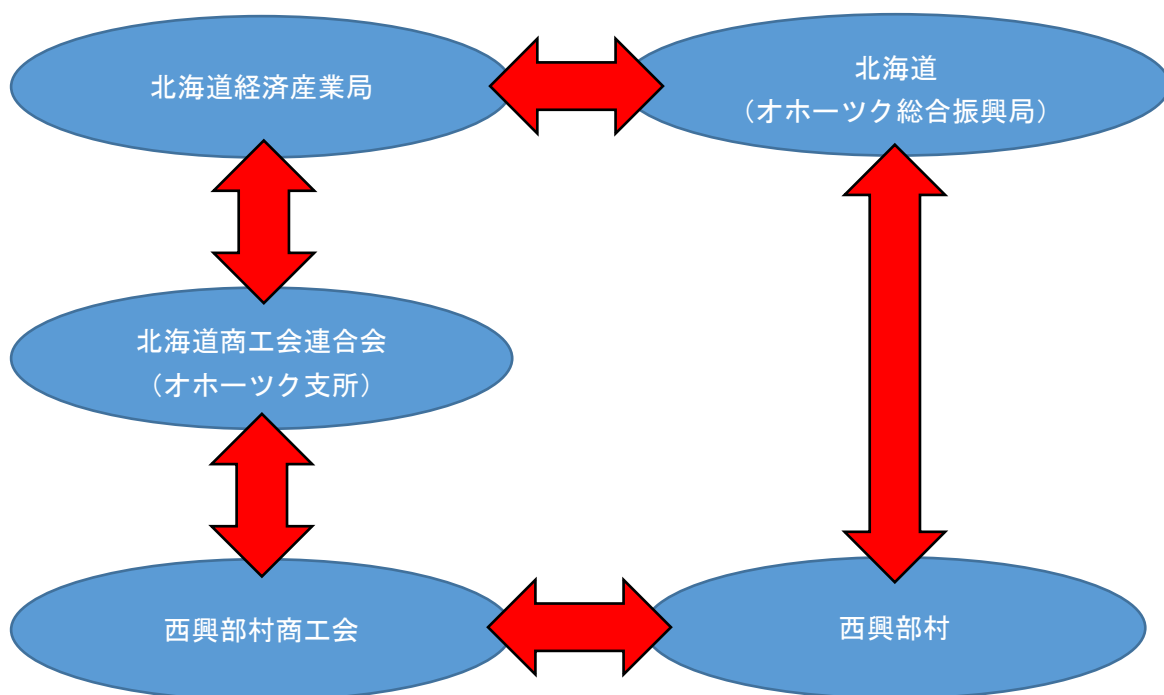 北海道経済産業局
北海道
(オホーツク総合振興局)
北海道商工会連合会
(オホーツク支所)
西興部村商工会
西興部村